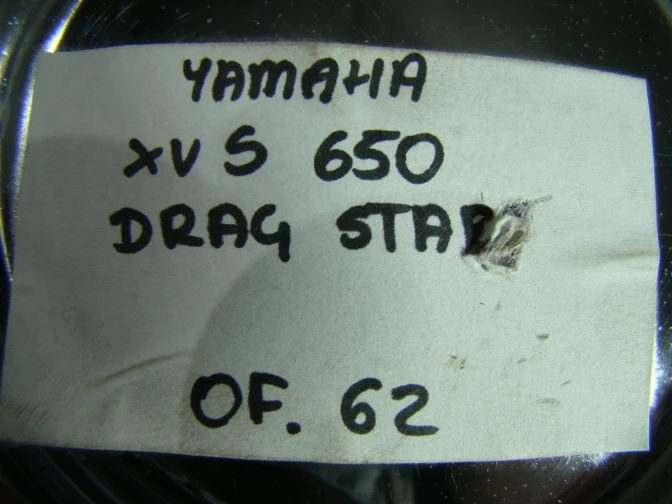 YAMAHA
XVS 650
DRAG STAR
OF. 62